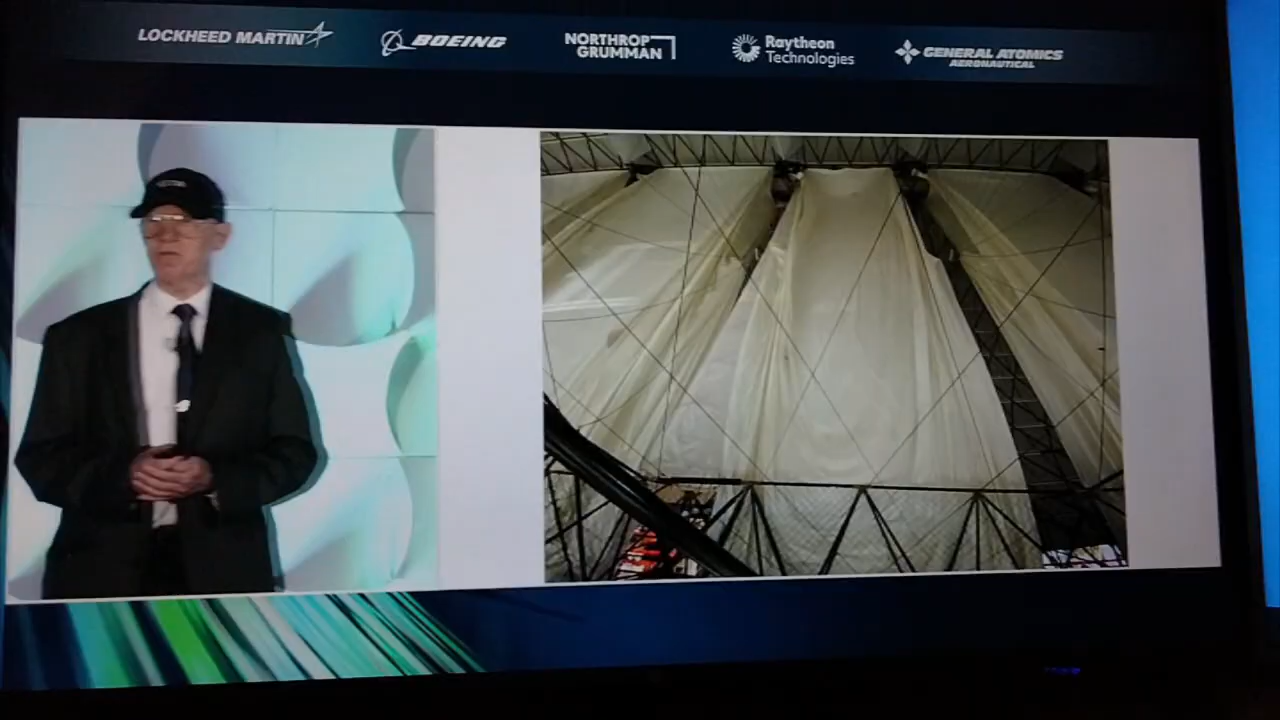 LOCKHEED MARTIN
BOEING
NORTHROP
GRUMMAN
Raytheon
Technologies
GENERAL ATOMICS
AERONAUTICAL